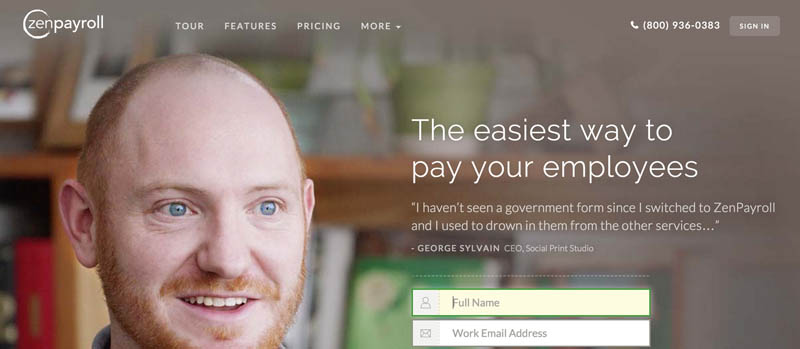 zenpayroll
TOUR FEATURES PRICING MORE
(800) 936-0383
SIGN IN
The easiest way to
pay your employees
“I haven’t seen a government form since I switched to ZenPayroll
and I used to drown in them from the other services…”
- GEORGE SYLVAIN CEO, Social Print Studio
Full Name
Work Email Address